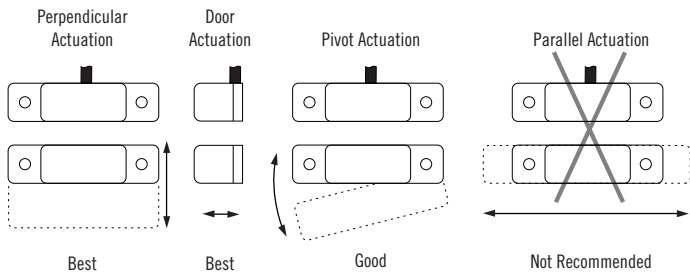 Perpendicular
Actuation
Door
Actuation
Pivot Actuation
Parallel Actuation
Best
Best
Good
Not Recommended